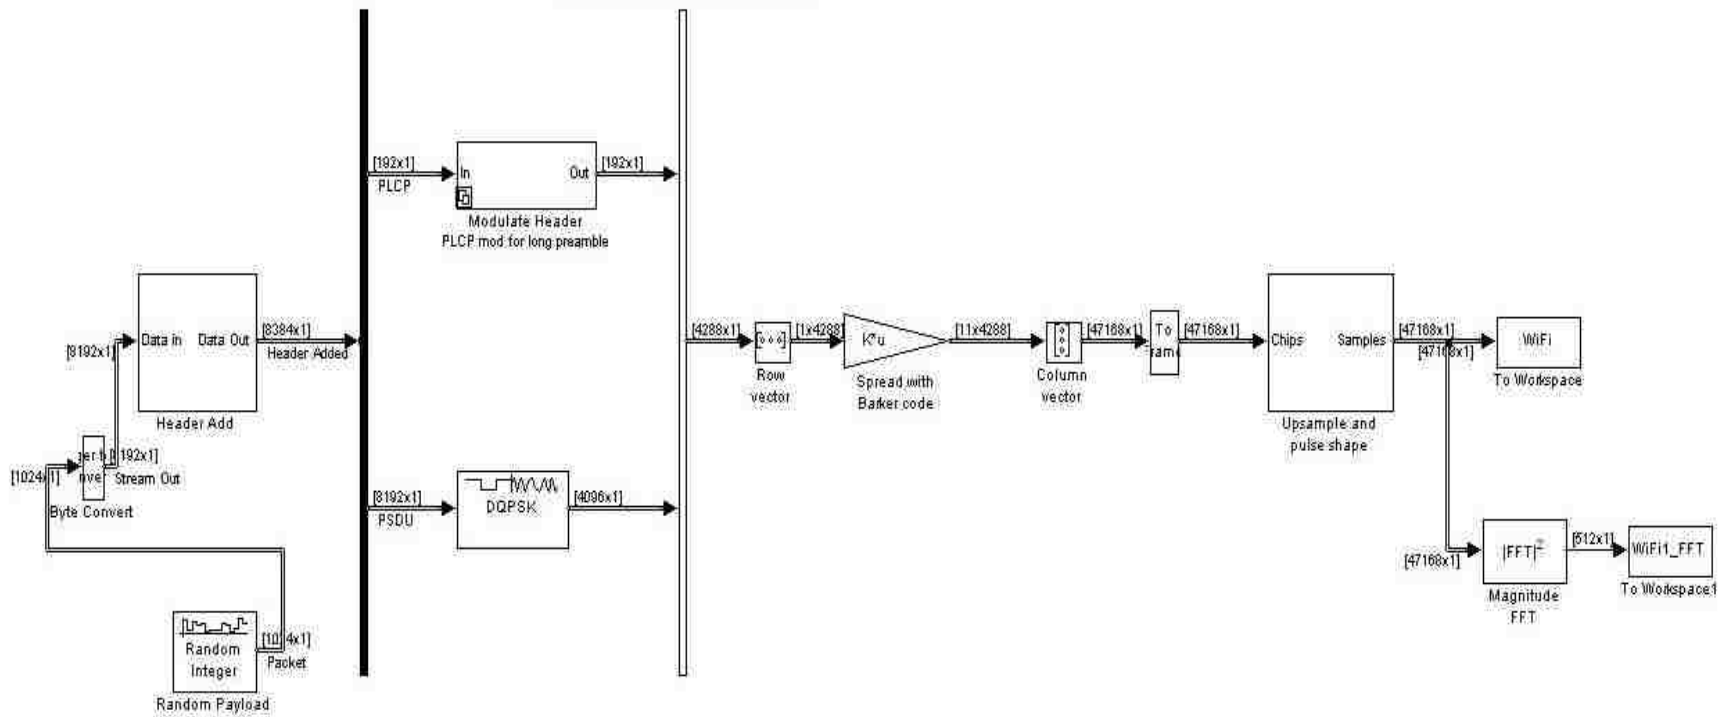 [192x1]
PLCP
In
Out
[192x1]
Modulate Header
PLCP mod for long preamble
Data in
Data Out
[8384x1]
Header Added
[8192x1]
Header Add
[1024x1]
Stream Out
Byte Convert
[8192x1]
PSDU
DQPSK
[4096x1]
Random
Integer
Packet
Random Payload
[4288x1]
Row
vector
[1x4288]
K*u
Spread with
Barker code
[11x4288]
Column
vector
[47168x1]
To
[47168x1]
Chips
Samples
Upsample and
pulse shape
[47168x1]
[47168x1]
WiFi
To Workspace
[47168x1]
|FFT|²
Magnitude
FFT
[512x1]
WiFi1_FFT
To Workspace1